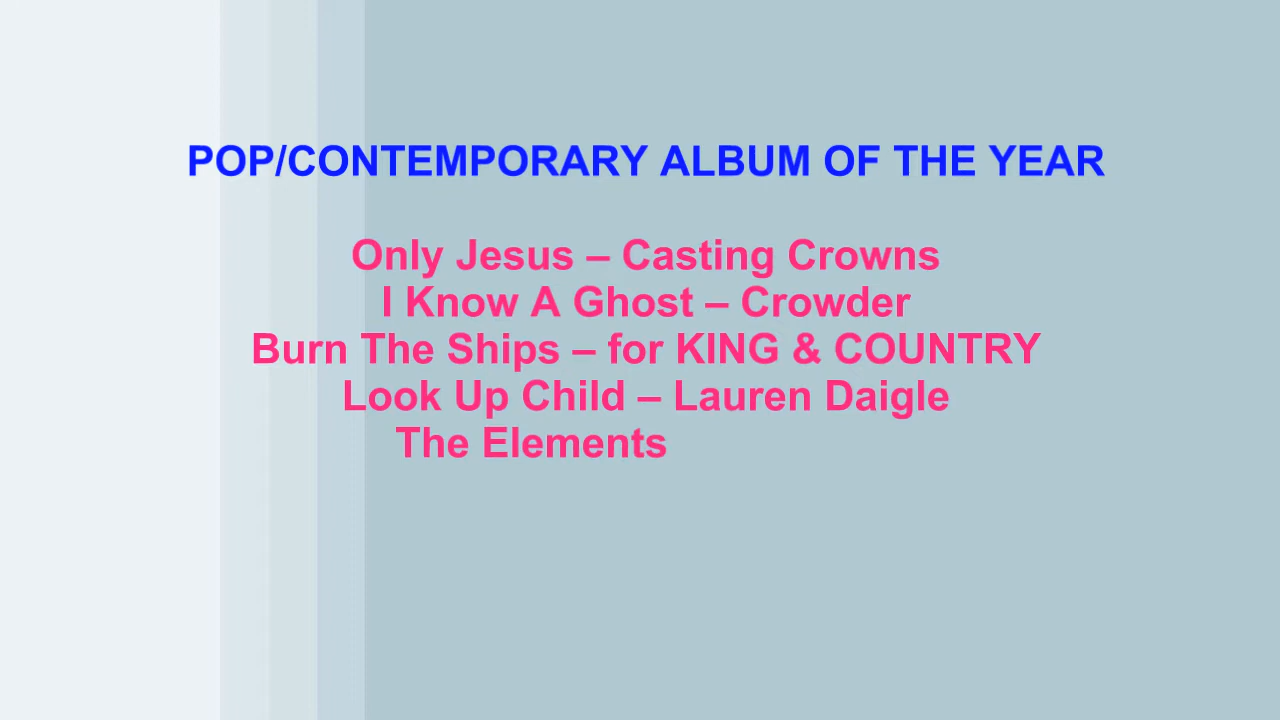 POP/CONTEMPORARY ALBUM OF THE YEAR
Only Jesus – Casting Crowns
I Know A Ghost – Crowder
Burn The Ships – for KING & COUNTRY
Look Up Child – Lauren Daigle
The Elements